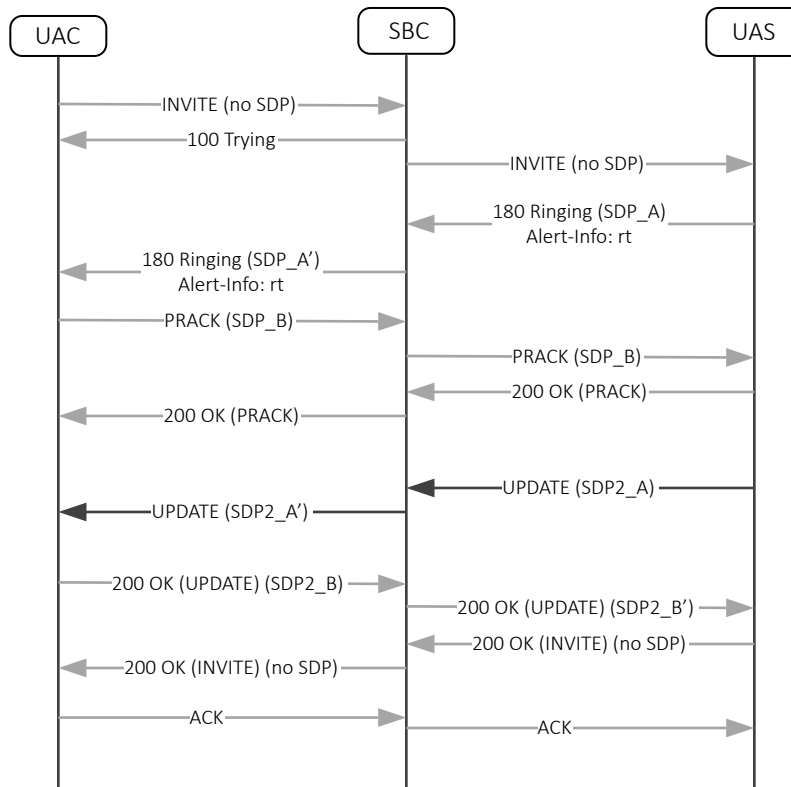 UAC
SBC
UAS
INVITE (no SDP)
100 Trying
INVITE (no SDP)
180 Ringing (SDP_A)
Alert-Info: rt
180 Ringing (SDP_A’)
Alert-Info: rt
PRACK (SDP_B)
PRACK (SDP_B)
200 OK (PRACK)
200 OK (PRACK)
UPDATE (SDP2_A)
UPDATE (SDP2_A’)
200 OK (UPDATE) (SDP2_B)
200 OK (UPDATE) (SDP2_B’)
200 OK (INVITE) (no SDP)
200 OK (INVITE) (no SDP)
ACK
ACK